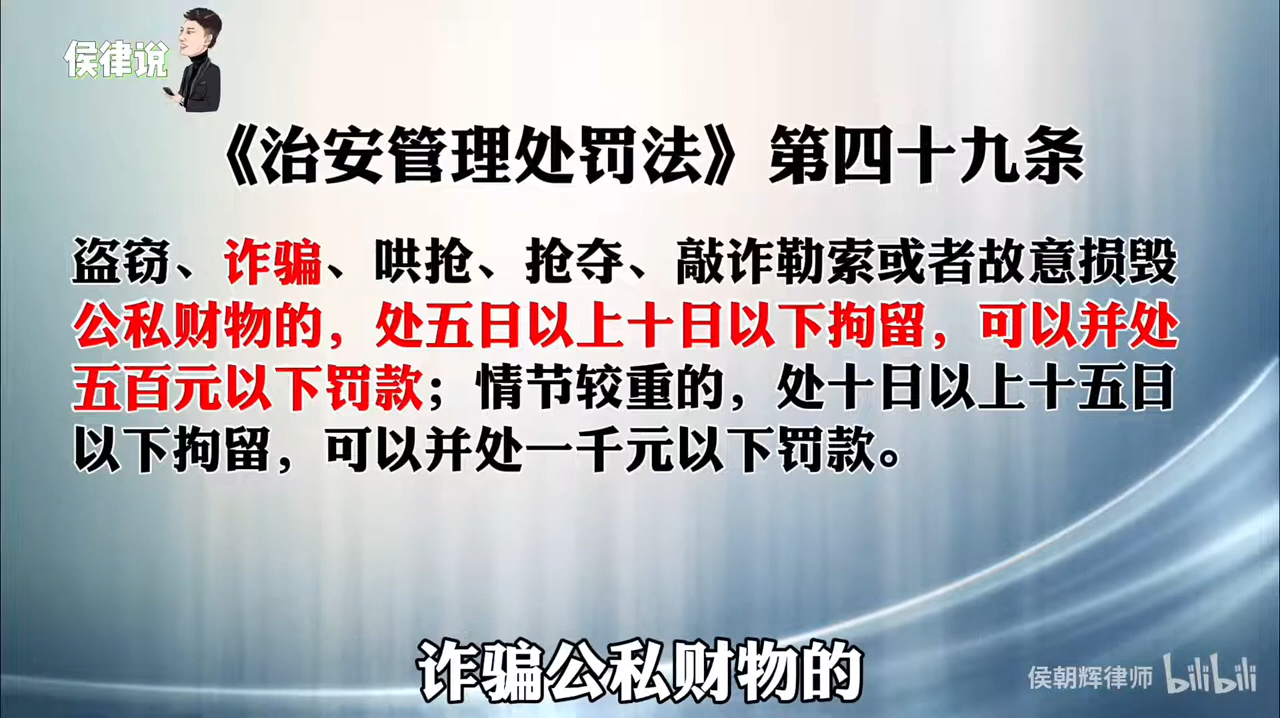 侯律说
《治安管理处罚法》第四十九条
盗窃、诈骗、哄抢、抢夺、敲诈勒索或者故意损毁
公私财物的，处五日以上十日以下拘留，可以并处
五百元以下罚款；情节较重的，处十日以上十五日
以下拘留，可以并处一千元以下罚款。
诈骗公私财物的
侯朝辉律师 bilibili